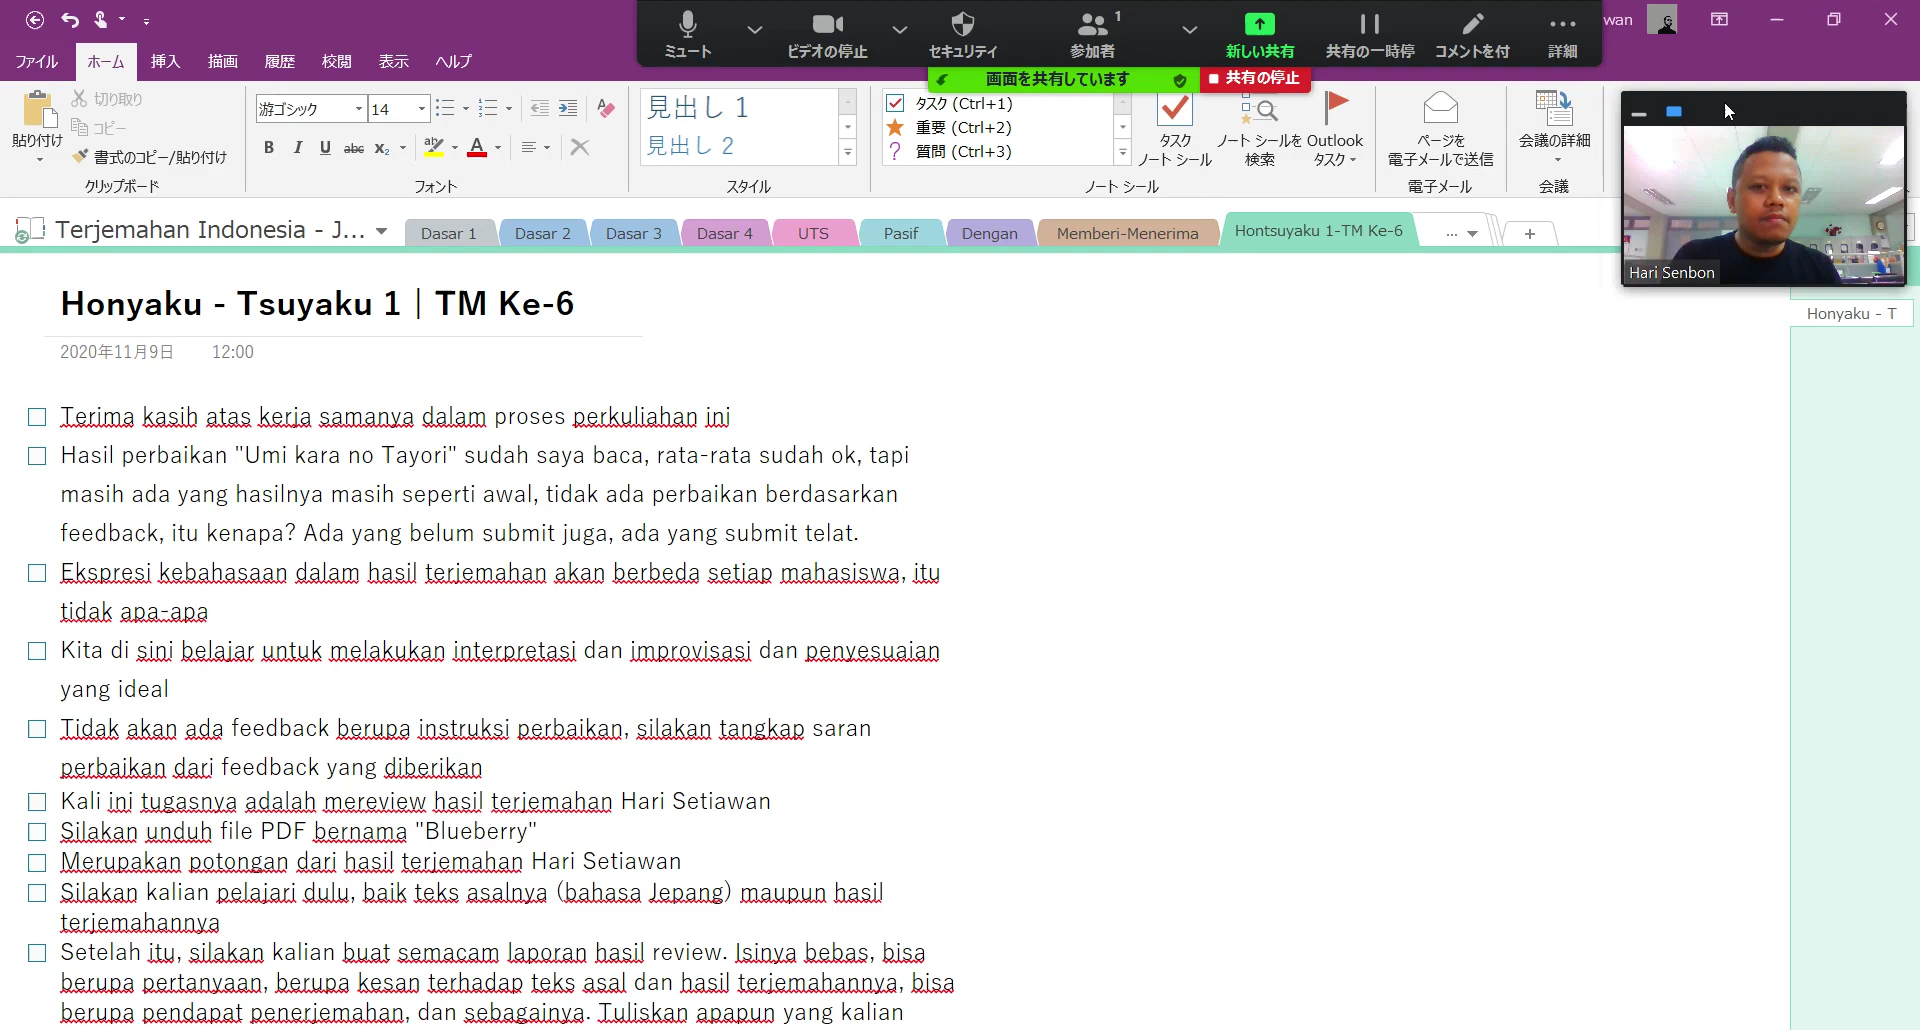 ミュート
ビデオの停止
セキュリティ
1
参加者
新しい共有
共有の一時停
コメントを付
詳細
wan
画面を共有しています
共有の停止
ファイル
ホーム
挿入
描画
履歴
校閲
表示
ヘルプ
貼り付け
切り取り
コピー
書式のコピー/貼り付け
クリップボード
游ゴシック
14
B I U abc x₂ aby A
フォント
見出し 1
見出し 2
スタイル
タスク (Ctrl+1)
重要 (Ctrl+2)
? 質問 (Ctrl+3)
タスク
ノート シール
ノート シールを
検索
Outlook
タスク
ノート シール
ページを
電子メールで送信
電子メール
会議の詳細
会議
Hari Senbon
Terjemahan Indonesia - J...
Dasar 1
Dasar 2
Dasar 3
Dasar 4
UTS
Pasif
Dengan
Memberi-Menerima
Hontsuyaku 1-TM Ke-6
...
+
Honyaku - T
Honyaku - Tsuyaku 1 | TM Ke-6
2020年11月9日 12:00
Terima kasih atas kerja samanya dalam proses perkuliahan ini
Hasil perbaikan "Umi kara no Tayori" sudah saya baca, rata-rata sudah ok, tapi
masih ada yang hasilnya masih seperti awal, tidak ada perbaikan berdasarkan
feedback, itu kenapa? Ada yang belum submit juga, ada yang submit telat.
Ekspresi kebahasaan dalam hasil terjemahan akan berbeda setiap mahasiswa, itu
tidak apa-apa
Kita di sini belajar untuk melakukan interpretasi dan improvisasi dan penyesuaian
yang ideal
Tidak akan ada feedback berupa instruksi perbaikan, silakan tangkap saran
perbaikan dari feedback yang diberikan
Kali ini tugasnya adalah mereview hasil terjemahan Hari Setiawan
Silakan unduh file PDF bernama "Blueberry"
Merupakan potongan dari hasil terjemahan Hari Setiawan
Silakan kalian pelajari dulu, baik teks asalnya (bahasa Jepang) maupun hasil
terjemahannya
Setelah itu, silakan kalian buat semacam laporan hasil review. Isinya bebas, bisa
berupa pertanyaan, berupa kesan terhadap teks asal dan hasil terjemahannya, bisa
berupa pendapat penerjemahan, dan sebagainya. Tuliskan apapun yang kalian